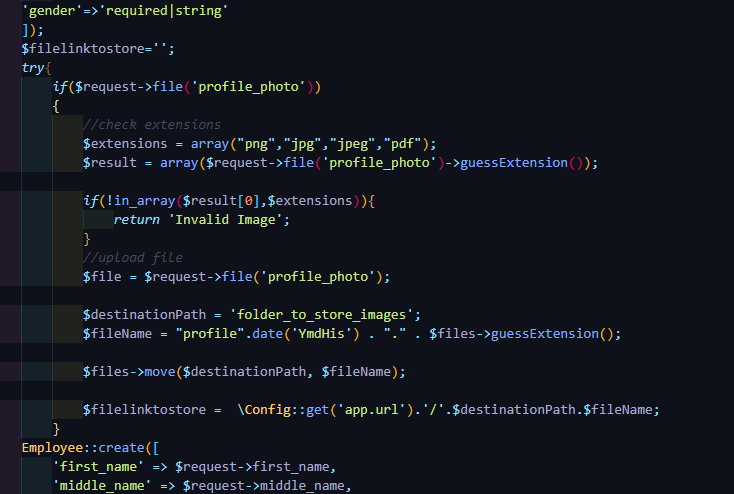 'gender'=>'required|string'
]);
$filelinktostore='';
try{
if($request->file('profile_photo'))
{
//check extensions
$extensions = array("png","jpg","jpeg","pdf");
$result = array($request->file('profile_photo')->guessExtension());
if(!in_array($result[0],$extensions)){
return 'Invalid Image';
}
//upload file
$file = $request->file('profile_photo');
$destinationPath = 'folder_to_store_images';
$fileName = "profile".date('YmdHis') . "." . $files->guessExtension();
$files->move($destinationPath, $fileName);
$filelinktostore =  \Config::get('app.url').'/'.$destinationPath.$fileName;
}
Employee::create([
'first_name' => $request->first_name,
'middle_name' => $request->middle_name,